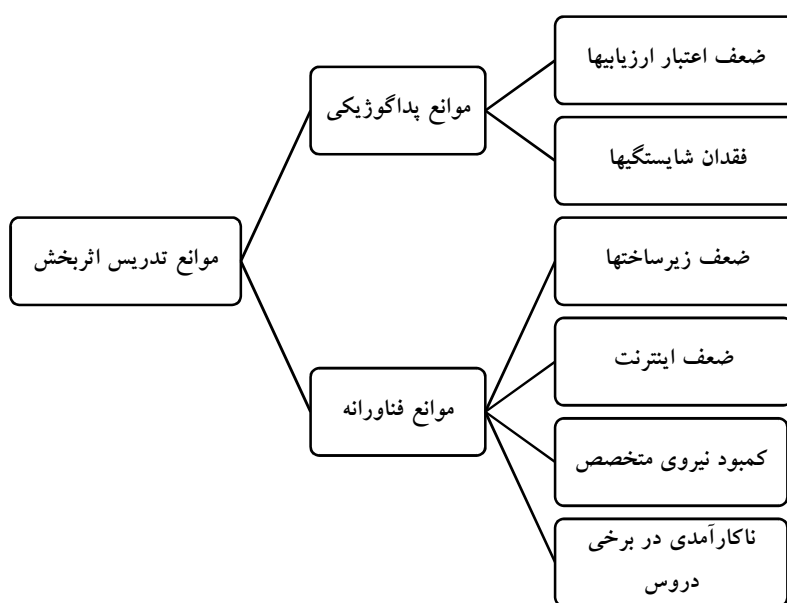 موانع تدریس اثربخش
موانع پداگوژیکی
ضعف اعتبار ارزیابیها
فقدان شایستگیها
موانع فناورانه
ضعف زیرساختها
ضعف اینترنت
کمبود نیروی متخصص
ناکارآمدی در برخی
دروس